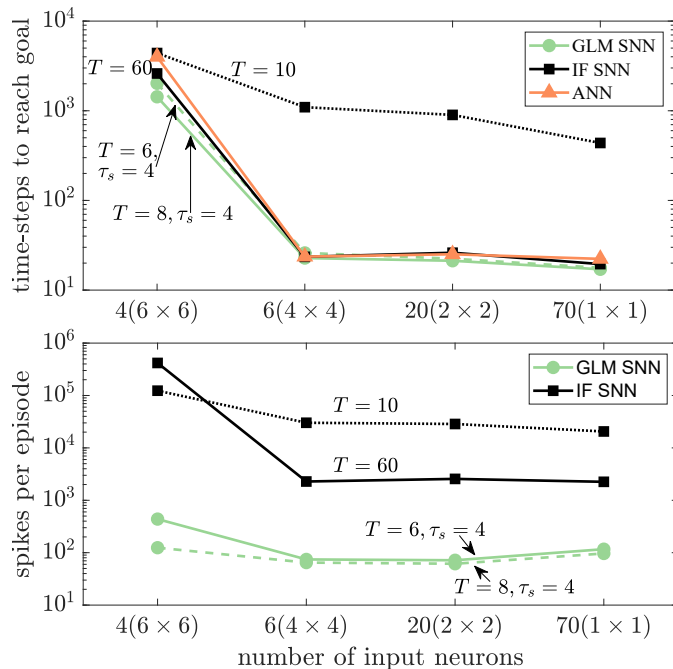 time-steps to reach goal
10^4
10^3
10^2
10^1
T = 60
T = 10
T = 6,
τ_s = 4
T = 8, τ_s = 4
GLM SNN
IF SNN
ANN
4(6 × 6)
6(4 × 4)
20(2 × 2)
70(1 × 1)
spikes per episode
10^6
10^5
10^4
10^3
10^2
10^1
GLM SNN
IF SNN
T = 10
T = 60
T = 6, τ_s = 4
T = 8, τ_s = 4
4(6 × 6)
6(4 × 4)
20(2 × 2)
70(1 × 1)
number of input neurons